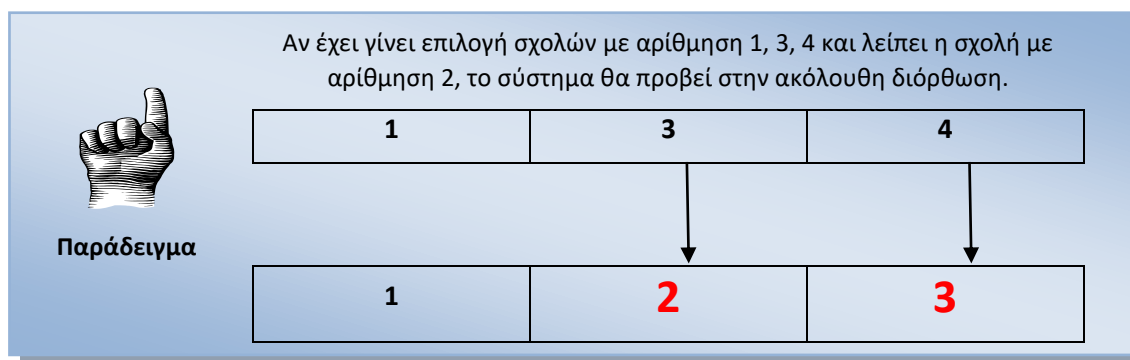 Αν έχει γίνει επιλογή σχολών με αρίθμηση 1, 3, 4 και λείπει η σχολή με
αρίθμηση 2, το σύστημα θα προβεί στην ακόλουθη διόρθωση.
1 3 4
Παράδειγμα
1 2 3